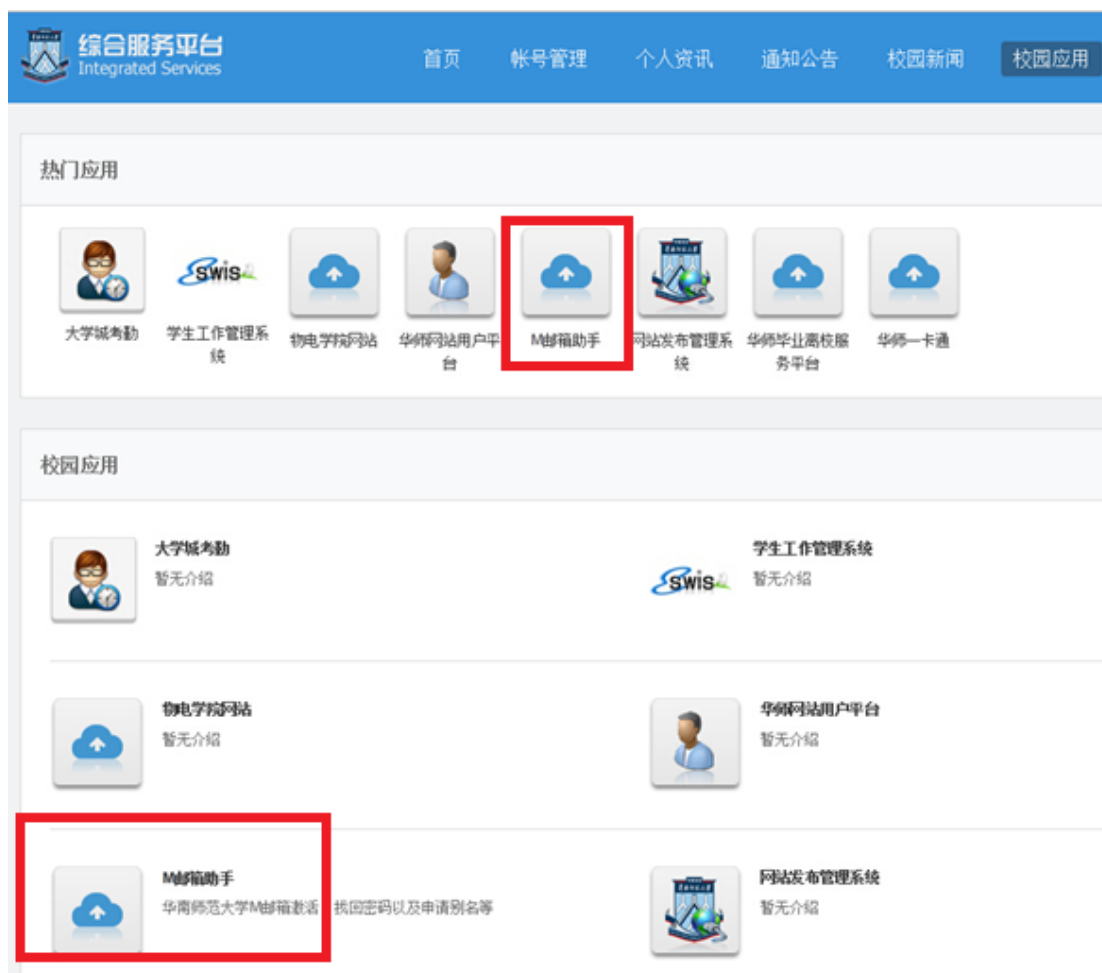 综合服务平台
Integrated Services
首页 帐号管理 个人资讯 通知公告 校园新闻 校园应用
热门应用
大学城考勤
swis
学生工作管理系
统
物电学院网站
华师网站用户平
台
M邮箱助手
网站发布管理系
统
华师毕业离校服
务平台
华师一卡通
校园应用
大学城考勤
暂无介绍
swis
学生工作管理系统
暂无介绍
物电学院网站
暂无介绍
华师网站用户平台
暂无介绍
M邮箱助手
华南师范大学M邮箱激活 找回密码以及申请别名等
网站发布管理系统
暂无介绍